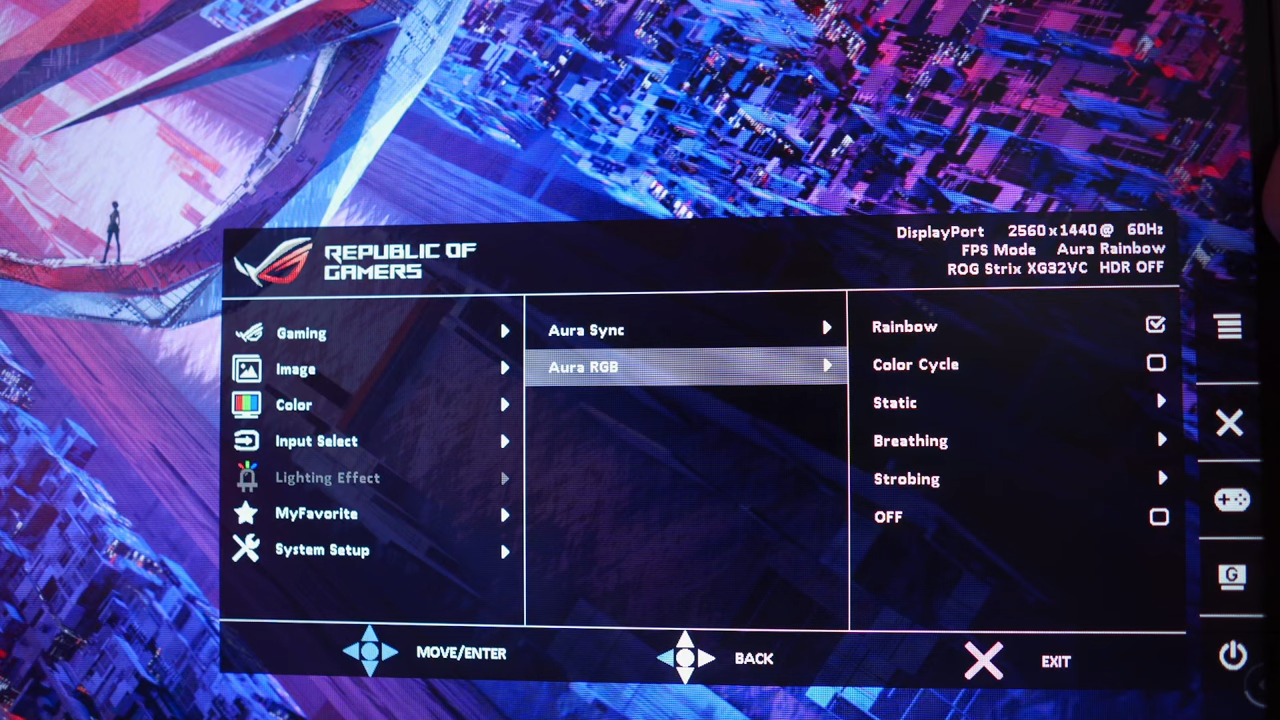 REPUBLIC OF
GAMERS
DisplayPort 2560x1440@ 60Hz
FPS Mode Aura Rainbow
ROG Strix XG32VC HDR OFF
Gaming
Image
Color
Input Select
Lighting Effect
MyFavorite
System Setup
Aura Sync
Aura RGB
Rainbow
Color Cycle
Static
Breathing
Strobing
OFF
MOVE/ENTER
BACK
EXIT
G